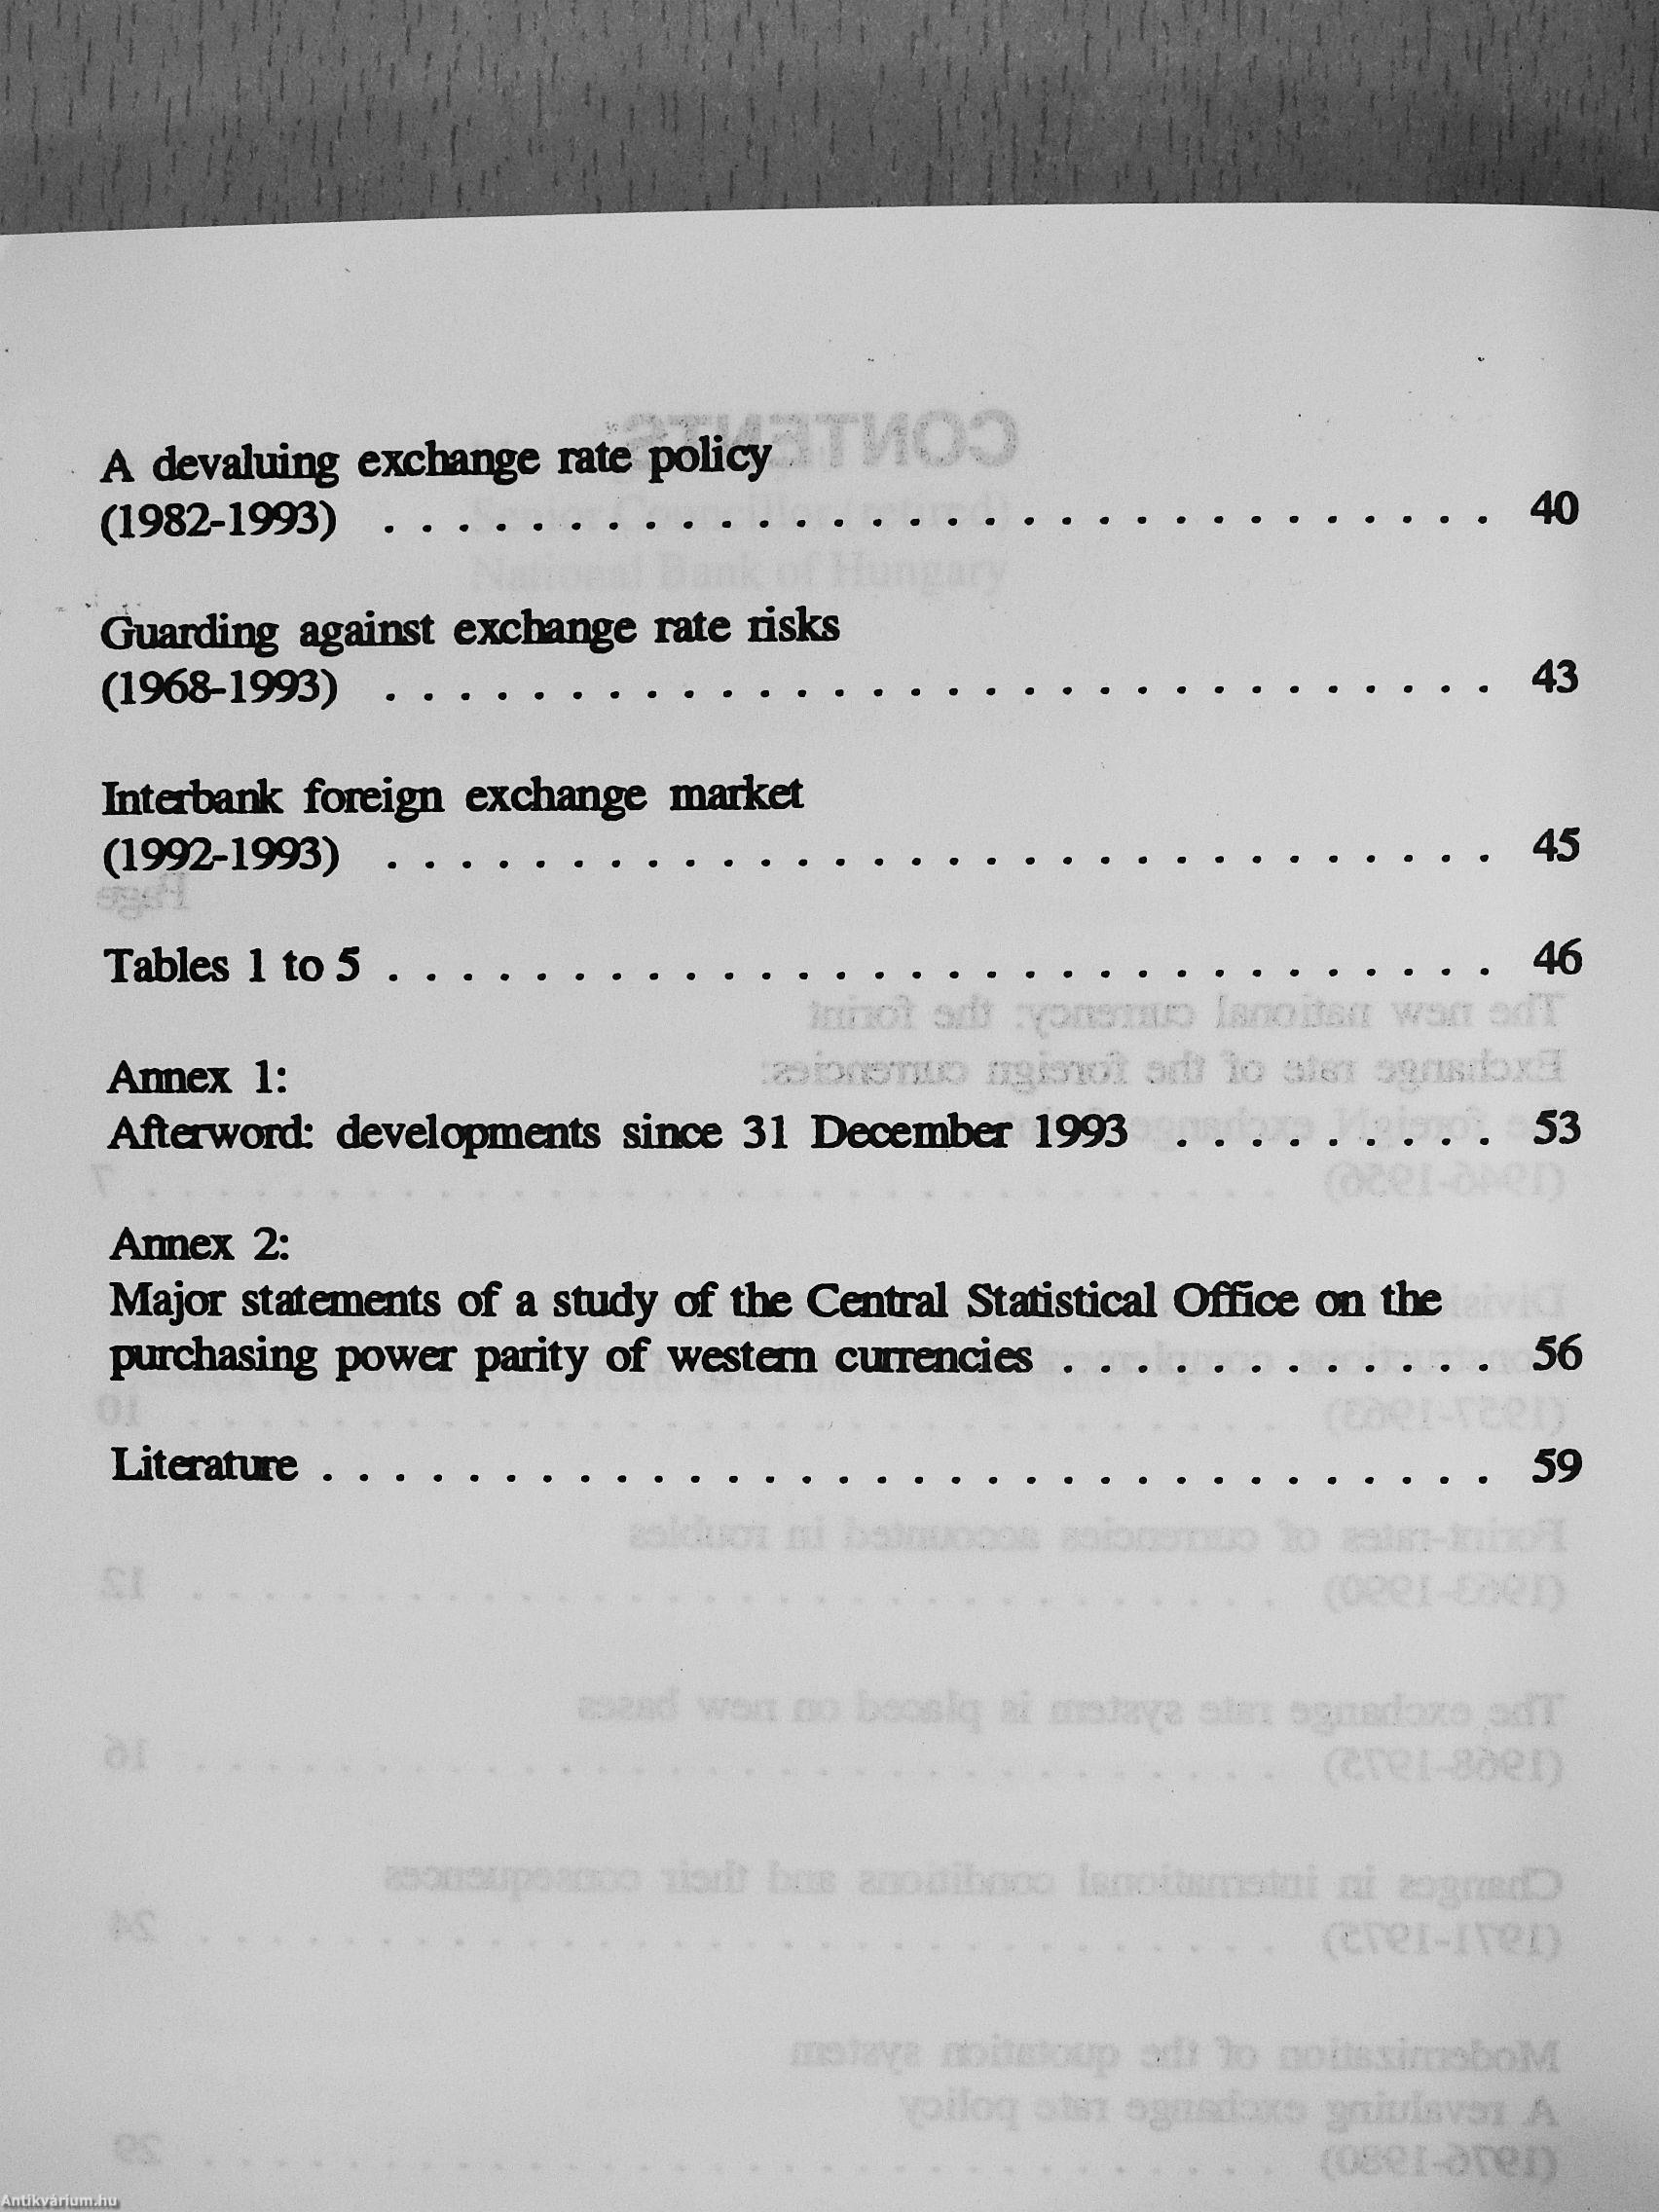 A devaluing exchange rate policy
(1982-1993) . . . . . . . . . . . . . . . . . . . . . . . . . . . . . . 40
Guarding against exchange rate risks
(1968-1993) . . . . . . . . . . . . . . . . . . . . . . . . . . . . . . 43
Interbank foreign exchange market
(1992-1993) . . . . . . . . . . . . . . . . . . . . . . . . . . . . . . 45
Tables 1 to 5 . . . . . . . . . . . . . . . . . . . . . . . . . . . . . . 46
Annex 1:
Afterword: developments since 31 December 1993 . . . . . . . . . 53
Annex 2:
Major statements of a study of the Central Statistical Office on the
purchasing power parity of western currencies . . . . . . . . . . . . 56
Literature . . . . . . . . . . . . . . . . . . . . . . . . . . . . . . . . 59
Antikvárium.hu